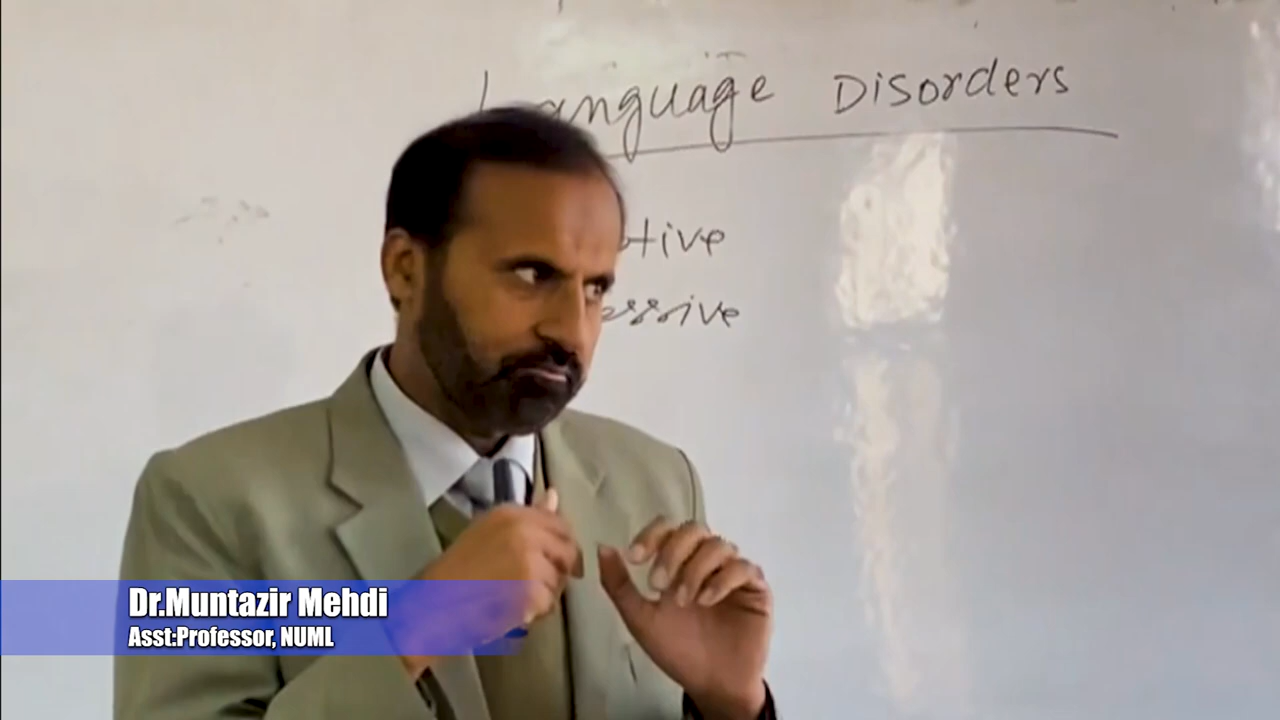 Language Disorders
tive
essive
Dr.Muntazir Mehdi
Asst:Professor, NUML